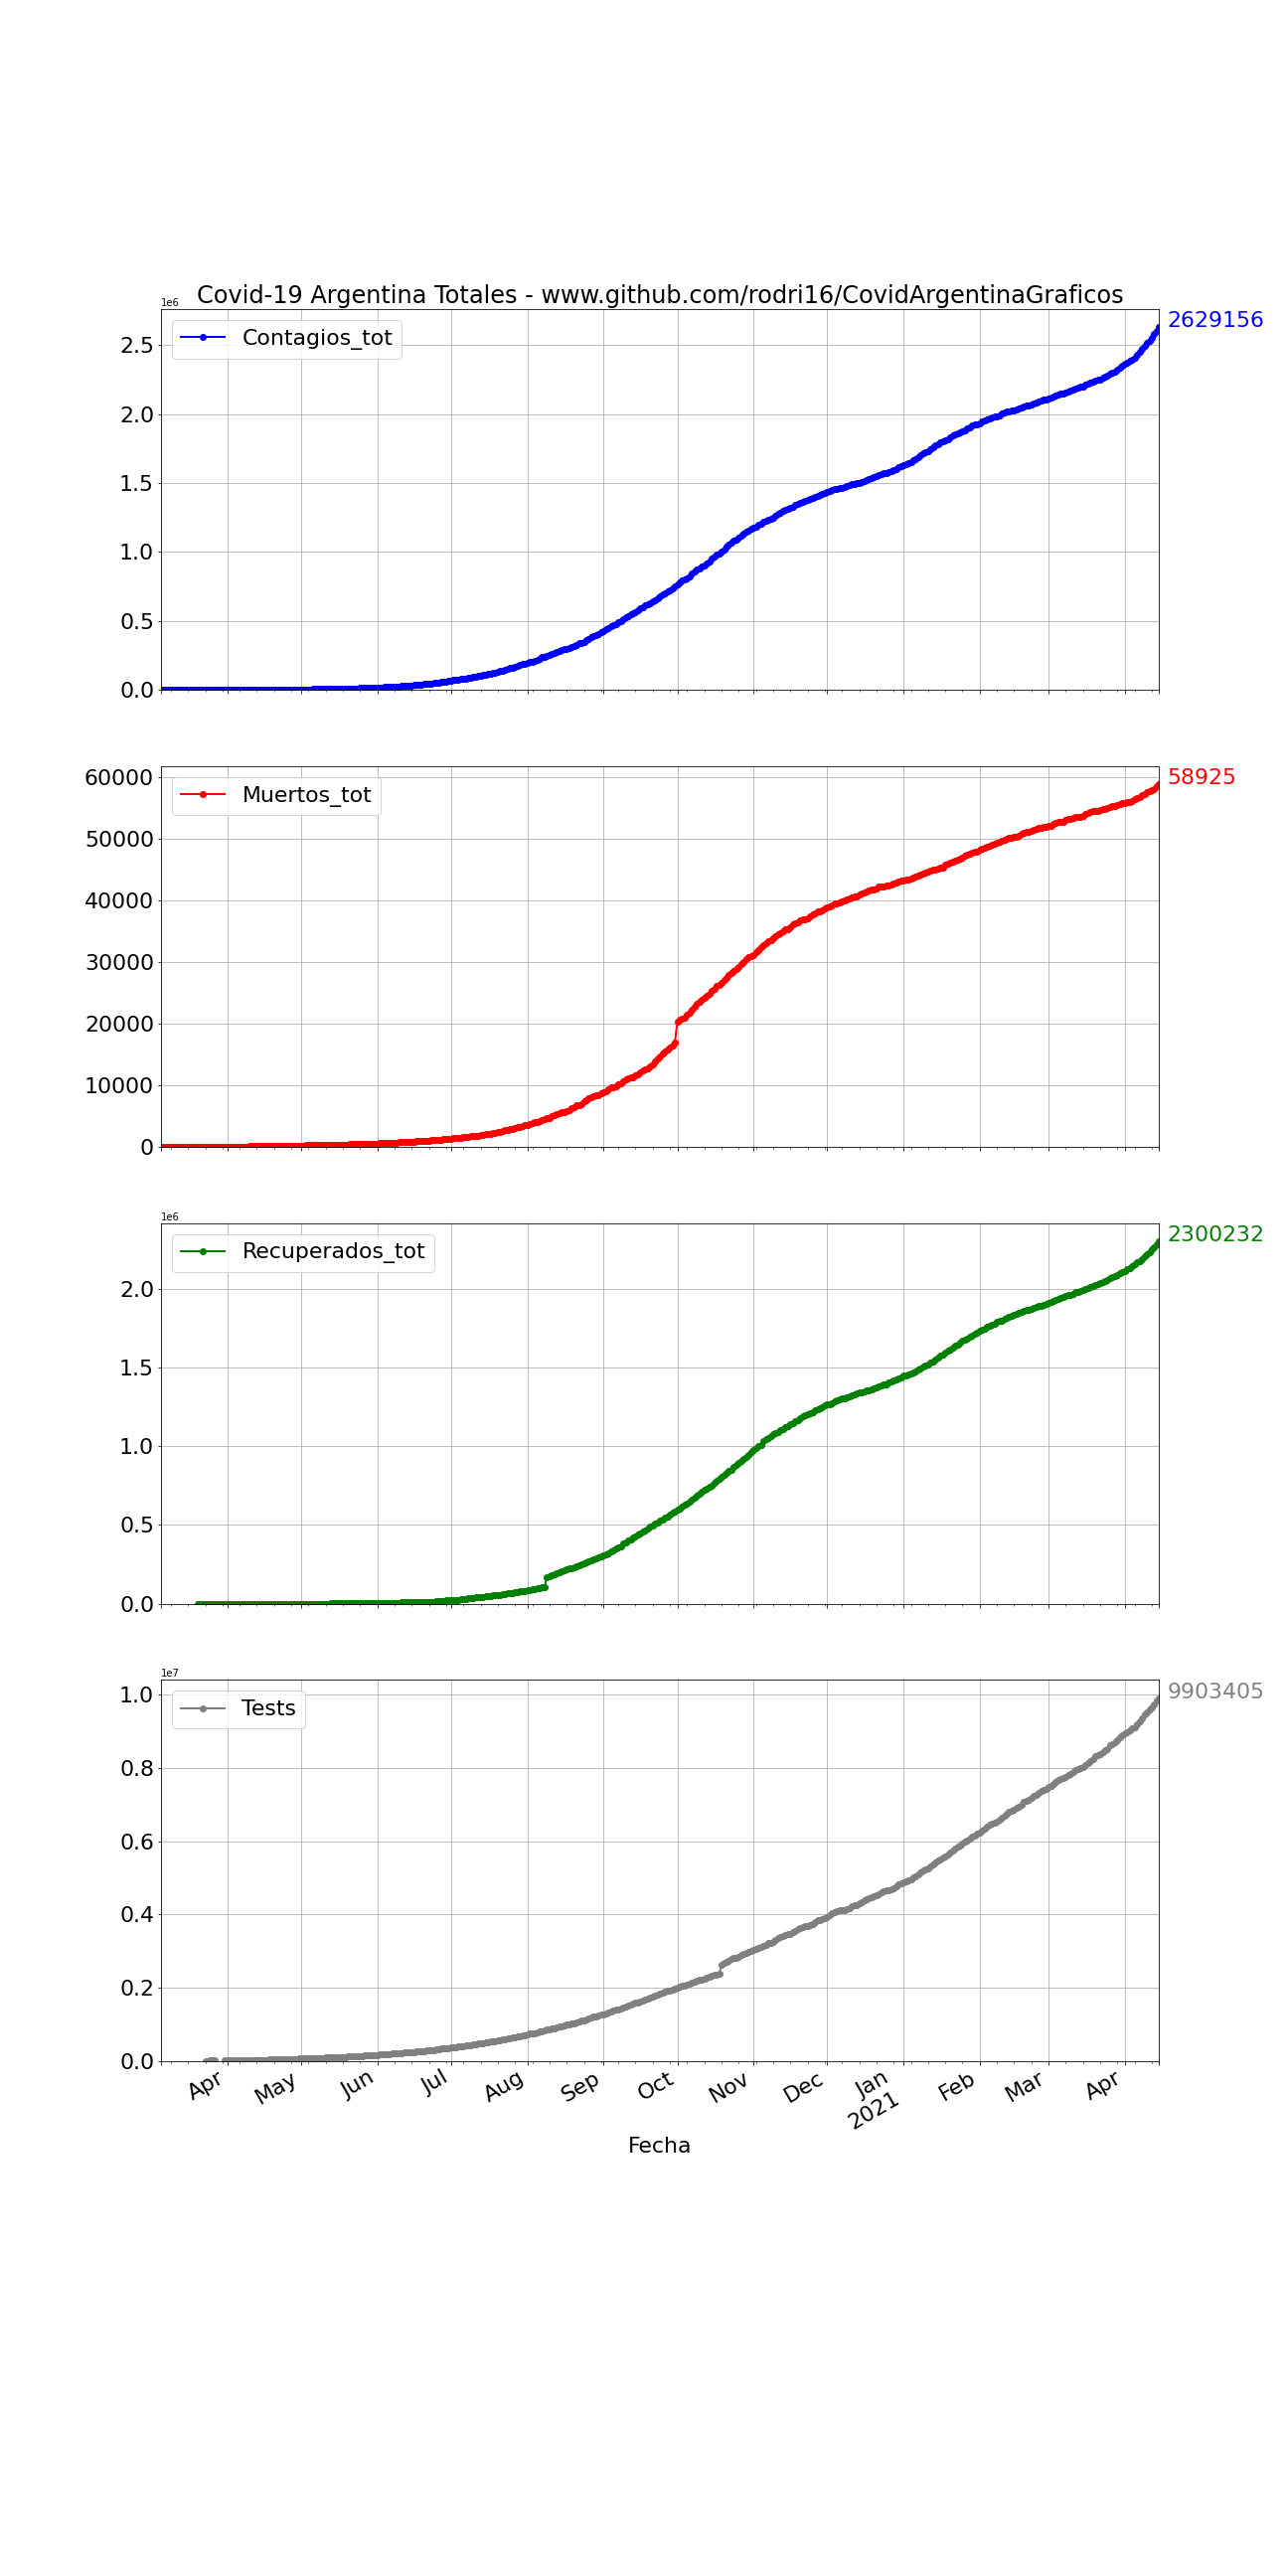 Covid-19 Argentina Totales - www.github.com/rodri16/CovidArgentinaGraficos
1e6
2629156
Contagios_tot
2.5
2.0
1.5
1.0
0.5
0.0
58925
Muertos_tot
60000
50000
40000
30000
20000
10000
0
1e6
2300232
Recuperados_tot
2.0
1.5
1.0
0.5
0.0
1e7
9903405
Tests
1.0
0.8
0.6
0.4
0.2
0.0
Apr May Jun Jul Aug Sep Oct Nov Dec Jan Feb Mar Apr
2021
Fecha